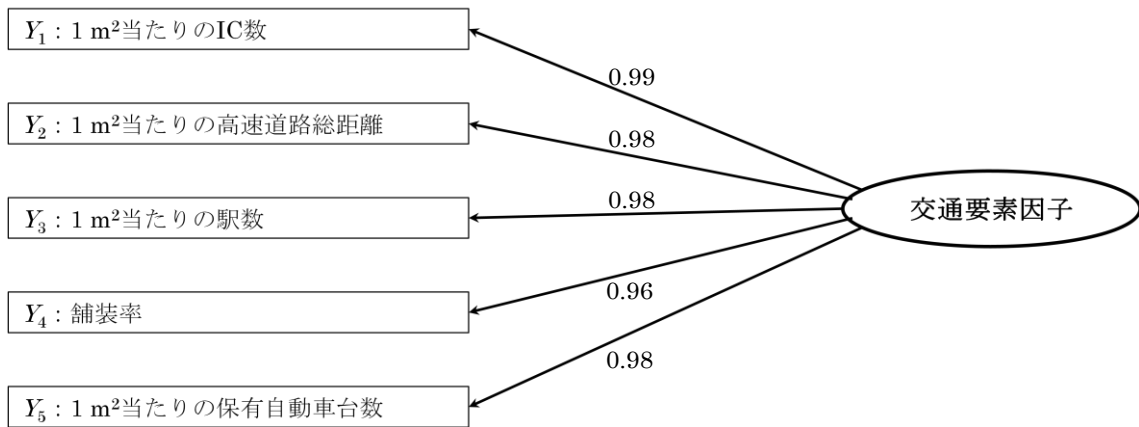 Y₁：1 m²当たりのIC数
0.99
Y₂：1 m²当たりの高速道路総距離
0.98
Y₃：1 m²当たりの駅数
0.98
交通要素因子
Y₄：舗装率
0.96
0.98
Y₅：1 m²当たりの保有自動車台数